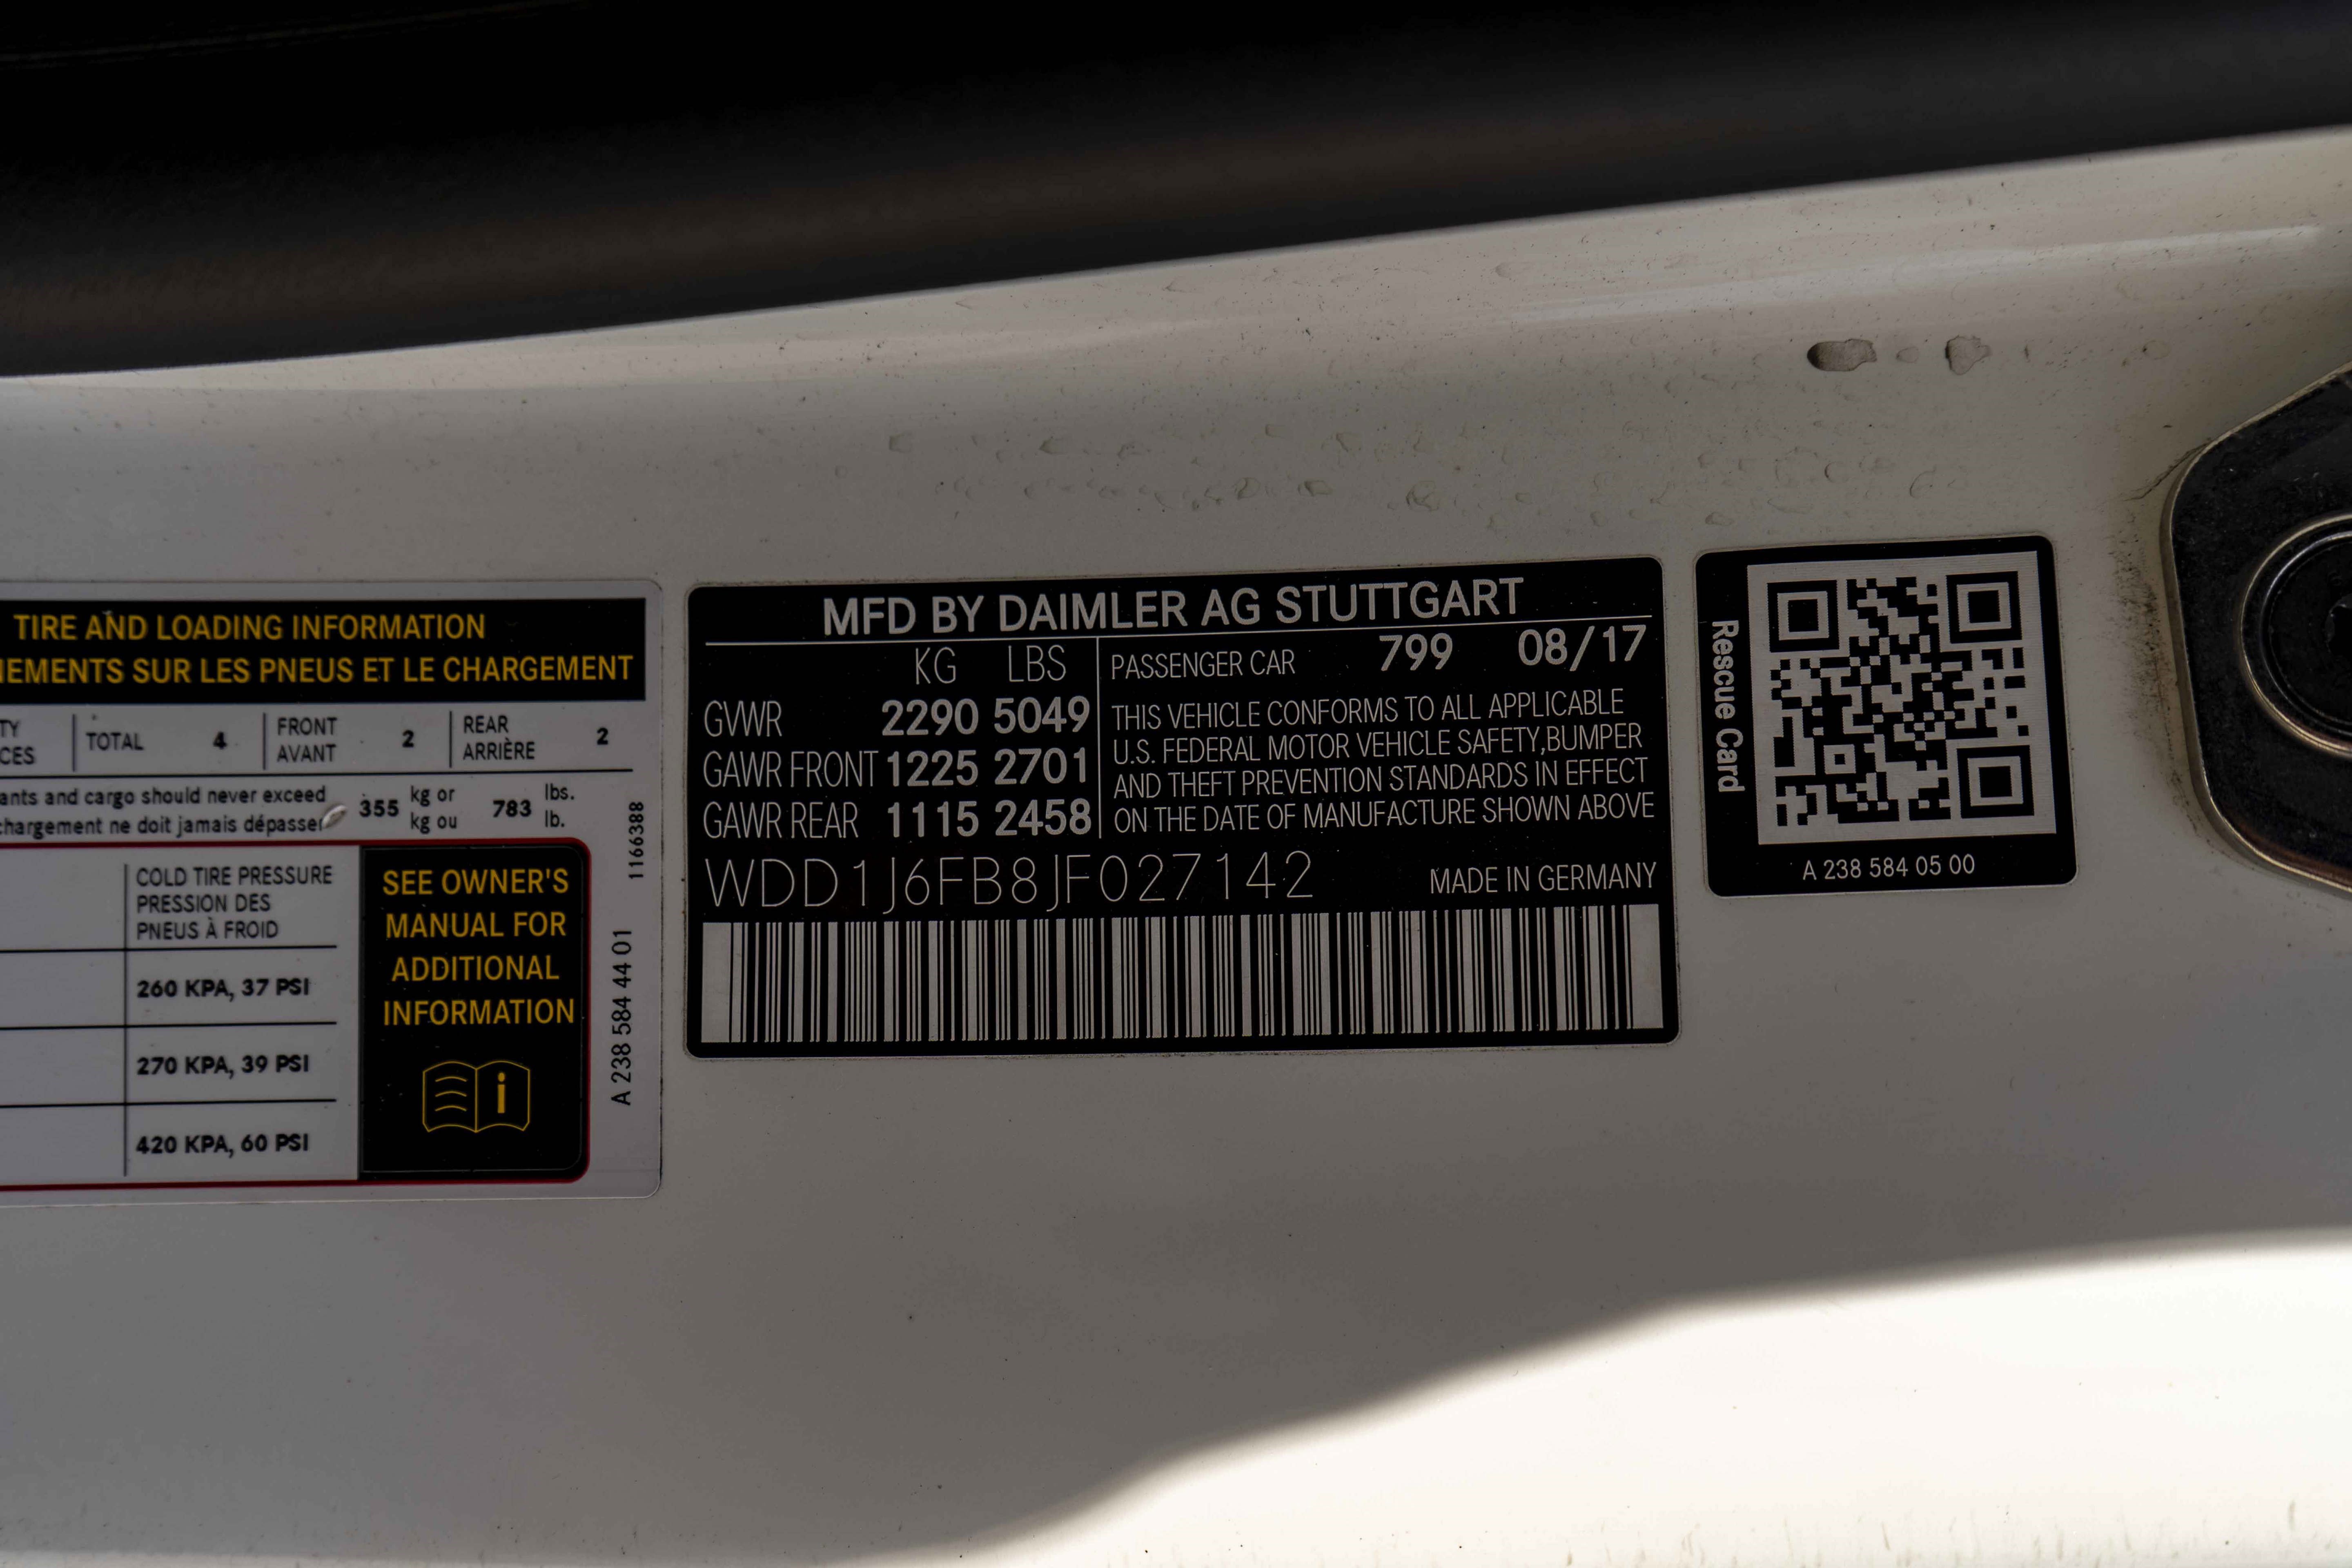 TIRE AND LOADING INFORMATION
SUR LES PNEUS ET LE CHARGEMENT
TOTAL 4 FRONT AVANT 2 REAR ARRIÈRE 2
and cargo should never exceed 355 kg or 783 lbs.
ne doit jamais dépasser kg ou lb.
COLD TIRE PRESSURE
PRESSION DES
PNEUS À FROID
260 KPA, 37 PSI
270 KPA, 39 PSI
420 KPA, 60 PSI
SEE OWNER'S
MANUAL FOR
ADDITIONAL
INFORMATION
i
1166388
A 238 584 44 01
MFD BY DAIMLER AG STUTTGART
KG LBS
GVWR 2290 5049
GAWR FRONT 1225 2701
GAWR REAR 1115 2458
PASSENGER CAR 799 08/17
THIS VEHICLE CONFORMS TO ALL APPLICABLE
U.S. FEDERAL MOTOR VEHICLE SAFETY,BUMPER
AND THEFT PREVENTION STANDARDS IN EFFECT
ON THE DATE OF MANUFACTURE SHOWN ABOVE
WDD1J6FB8JF027142 MADE IN GERMANY
Rescue Card
A 238 584 05 00